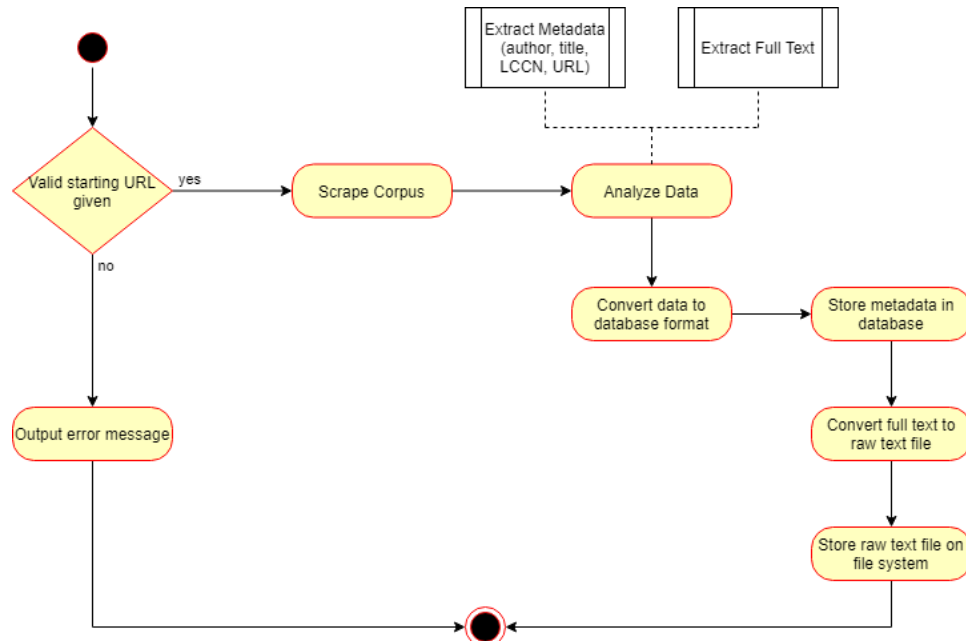 Extract Metadata
(author, title,
LCCN, URL)
Extract Full Text
Valid starting URL
given
yes
Scrape Corpus
Analyze Data
no
Convert data to
database format
Store metadata in
database
Output error message
Convert full text to
raw text file
Store raw text file on
file system